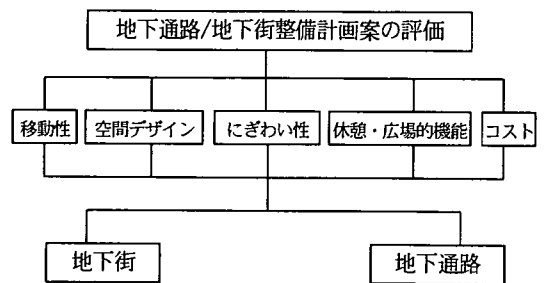 地下通路/地下街整備計画案の評価
移動性
空間デザイン
にぎわい性
休憩・広場的機能
コスト
地下街
地下通路